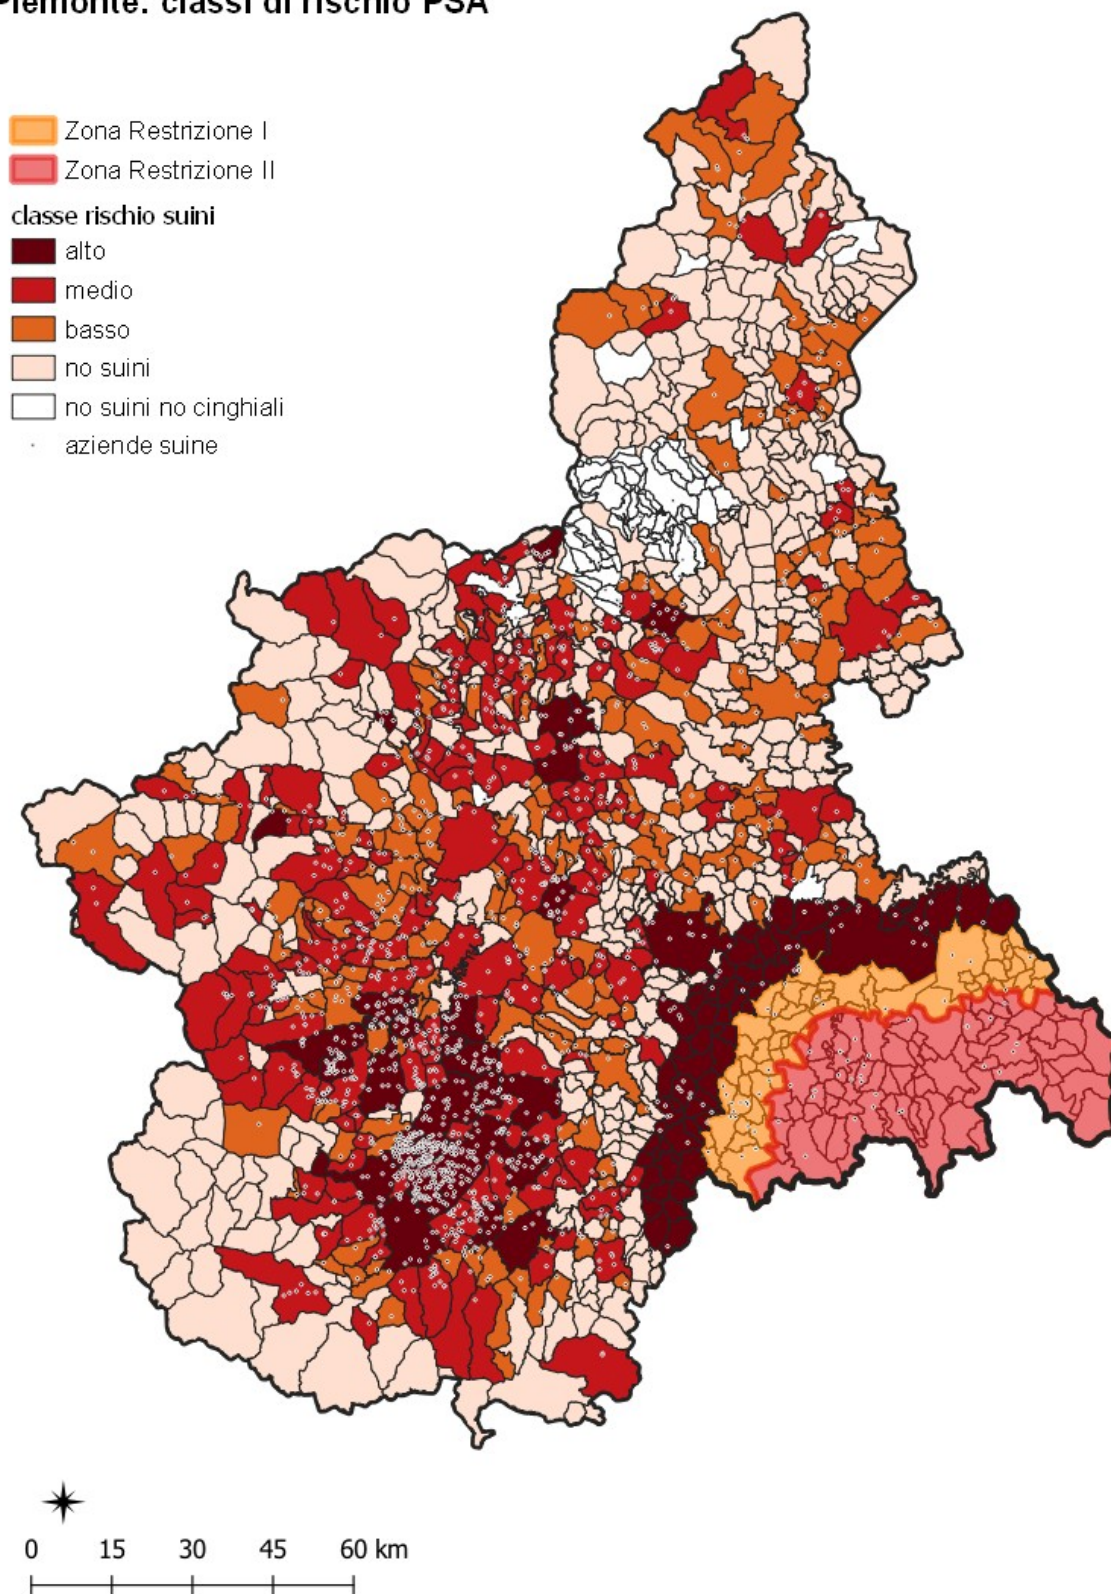 Piemonte: classi di rischio PSA
Zona Restrizione I
Zona Restrizione II
classe rischio suini
alto
medio
basso
no suini
no suini no cinghiali
aziende suine
0 15 30 45 60 km